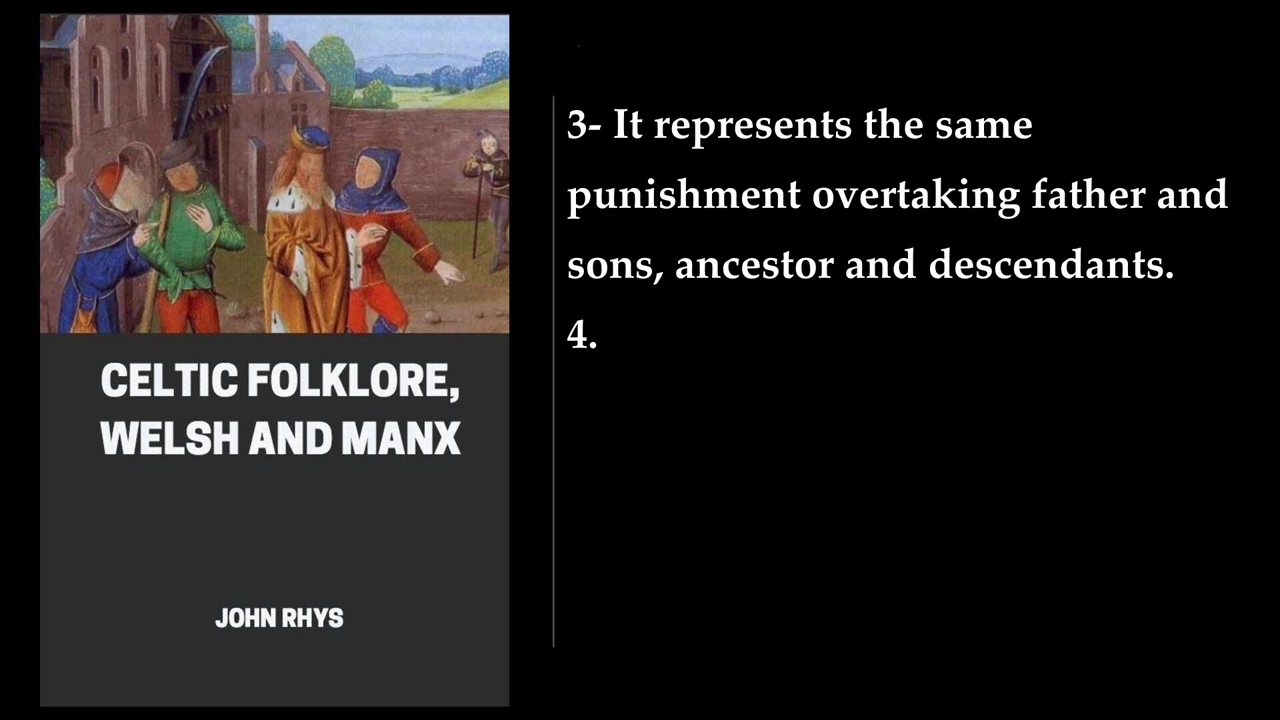 3- It represents the same
punishment overtaking father and
sons, ancestor and descendants.
4.
CELTIC FOLKLORE,
WELSH AND MANX
JOHN RHYS